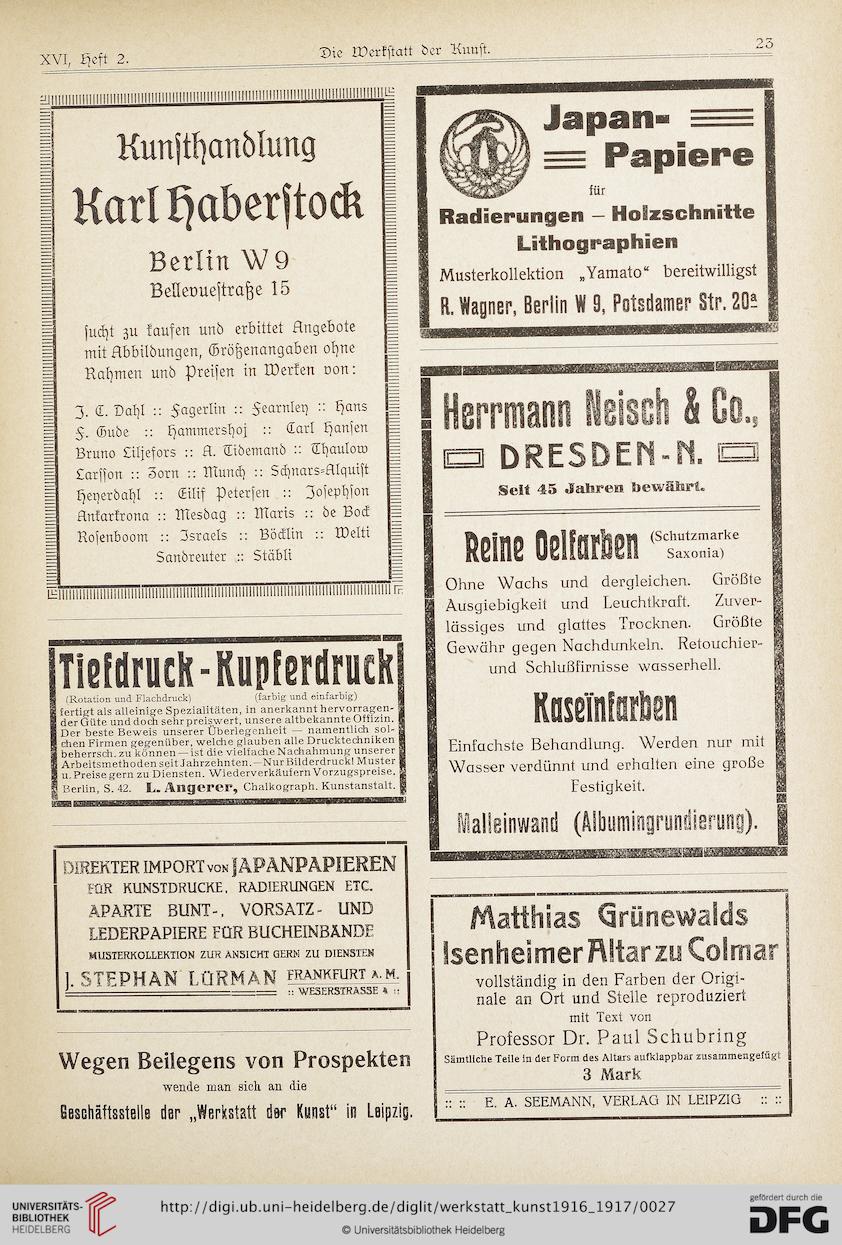 XVI, Heft 2.
Die Werkstatt der Kunst.
23
Kunsthandlung
Karl Haberstock
Berlin W 9
Bellevuestraße 15
sucht zu kaufen und erbittet Angebote
mit Abbildungen, Größenangaben ohne
Rahmen und Preisen in Werken von:
J. C. Dahl :: Fagerlin :: Fearnley :: Hans
F. Gude :: Hammershoj :: Carl Hansen
Bruno Liljefors :: A. Tidemand :: Thaulow
Larsson :: Zorn :: Munch :: Schnars-Alquist
Heyerdahl :: Eilif Petersen :: Josephson
Ankarkrona :: Mesdag :: Maris :: de Bock
Rosenboom :: Israels :: Böcklin :: Welti
Sandreuter :: Stäbli
Tiefdruck - Kupferdruck
(Rotation und Flachdruck) (farbig und einfarbig)
fertigt als alleinige Spezialitäten, in anerkannt hervorragen-
der Güte und doch sehr preiswert, unsere altbekannte Offizin.
Der beste Beweis unserer Überlegenheit — namentlich sol-
chen Firmen gegenüber, welche glauben alle Drucktechniken
beherrsch. zu können — ist die vielfache Nachahmung unserer
Arbeitsmethoden seit Jahrzehnten. — Nur Bilderdruck! Muster
u. Preise gern zu Diensten. Wiederverkäufern Vorzugspreise.
Berlin, S. 42. L. Angerer, Chalkograph. Kunstanstalt.
DIREKTER IMPORT VON JAPANPAPIEREN
FÜR KUNSTDRUCKE, RADIERUNGEN ETC.
APARTE BUNT-, VORSATZ- UND
LEDERPAPIERE FÜR BUCHEINBÄNDE
MUSTERKOLLEKTION ZUR ANSICHT GERN ZU DIENSTEN
J. STEPHAN LÜRMAN FRANKFURT A. M.
:: WESERSTRASSE 4 ::
Wegen Beilegens von Prospekten
wende man sich an die
Geschäftsstelle der „Werkstatt der Kunst“ in Leipzig.
Japan-
Papiere
für
Radierungen – Holzschnitte
Lithographien
Musterkollektion „Yamato“ bereitwilligst
R. Wagner, Berlin W 9, Potsdamer Str. 20a
Herrmann Neisch & Co.,
DRESDEN-N.
Seit 45 Jahren bewährt.
Reine Oelfarben (Schutzmarke
Saxonia)
Ohne Wachs und dergleichen. Größte
Ausgiebigkeit und Leuchtkraft. Zuver-
lässiges und glattes Trocknen. Größte
Gewähr gegen Nachdunkeln. Retouchier-
und Schlußfirnisse wasserhell.
Kaseïnfarben
Einfachste Behandlung. Werden nur mit
Wasser verdünnt und erhalten eine große
Festigkeit.
Malleinwand (Albumingrundierung).
Matthias Grünewalds
Isenheimer Altar zu Colmar
vollständig in den Farben der Origi-
nale an Ort und Stelle reproduziert
mit Text von
Professor Dr. Paul Schubring
Sämtliche Teile in der Form des Altars aufklappbar zusammengefügt
3 Mark
:: :: E. A. SEEMANN, VERLAG IN LEIPZIG :: ::
UNIVERSITÄTS-
BIBLIOTHEK
HEIDELBERG
http://digi.ub.uni-heidelberg.de/diglit/werkstatt_kunst1916_1917/0027
© Universitätsbibliothek Heidelberg
gefördert durch die
DFG